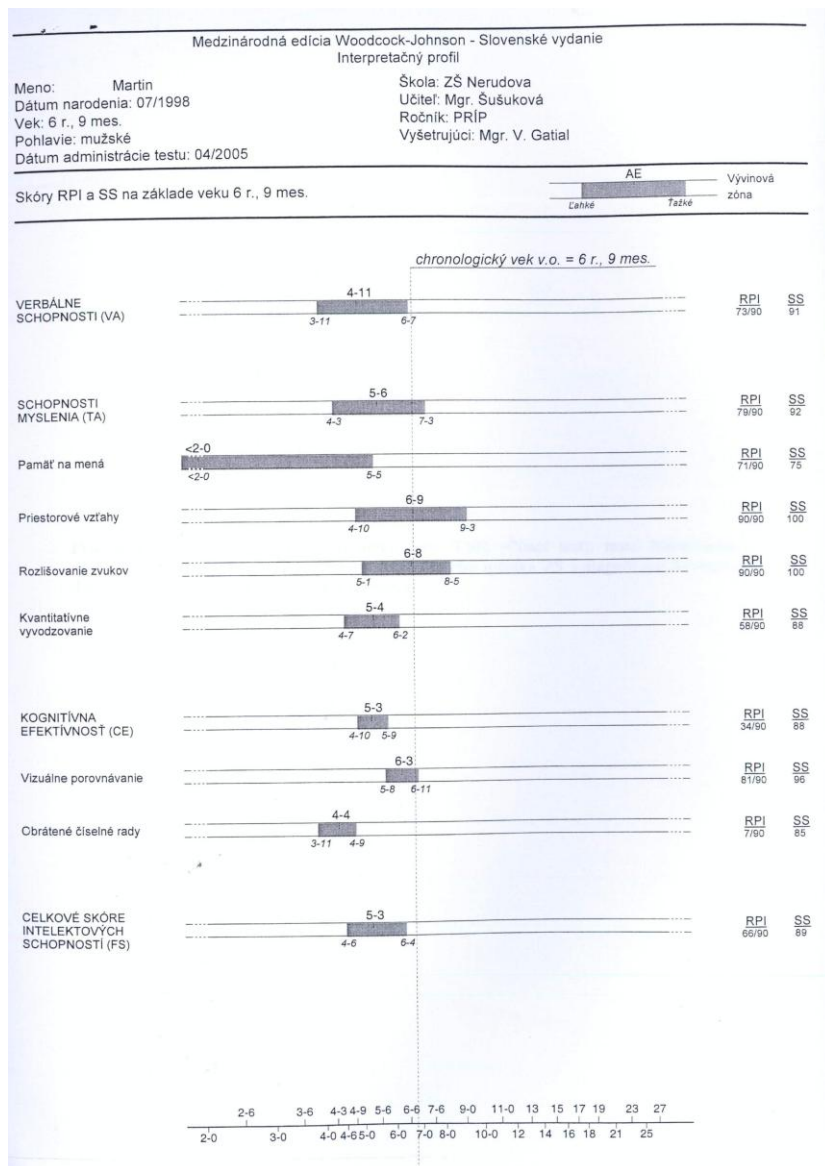 Medzinárodná edícia Woodcock-Johnson - Slovenské vydanie
Interpretačný profil
Meno: Martin
Dátum narodenia: 07/1998
Vek: 6 r., 9 mes.
Pohlavie: mužské
Dátum administrácie testu: 04/2005
Škola: ZŠ Nerudova
Učiteľ: Mgr. Šušuková
Ročník: PRÍP
Vyšetrujúci: Mgr. V. Gatial
Skóry RPI a SS na základe veku 6 r., 9 mes.
AE
Ľahké Ťažké
Vývinová
zóna
chronologický vek v.o. = 6 r., 9 mes.
VERBÁLNE
SCHOPNOSTI (VA)
4-11
3-11 6-7
RPI SS
73/90 91
SCHOPNOSTI
MYSLENIA (TA)
5-6
4-3 7-3
RPI SS
79/90 92
Pamäť na mená
<2-0
<2-0 5-5
RPI SS
71/90 75
Priestorové vzťahy
6-9
4-10 9-3
RPI SS
90/90 100
Rozlišovanie zvukov
6-8
5-1 8-5
RPI SS
90/90 100
Kvantitatívne
vyvodzovanie
5-4
4-7 6-2
RPI SS
58/90 88
KOGNITÍVNA
EFEKTÍVNOSŤ (CE)
5-3
4-10 5-9
RPI SS
34/90 88
Vizuálne porovnávanie
6-3
5-8 6-11
RPI SS
81/90 96
Obrátené číselné rady
4-4
3-11 4-9
RPI SS
7/90 85
CELKOVÉ SKÓRE
INTELEKTOVÝCH
SCHOPNOSTÍ (FS)
5-3
4-6 6-4
RPI SS
66/90 89
2-6 3-6 4-3 4-9 5-6 6-6 7-6 9-0 11-0 13 15 17 19 23 27
2-0 3-0 4-0 4-6 5-0 6-0 7-0 8-0 10-0 12 14 16 18 21 25